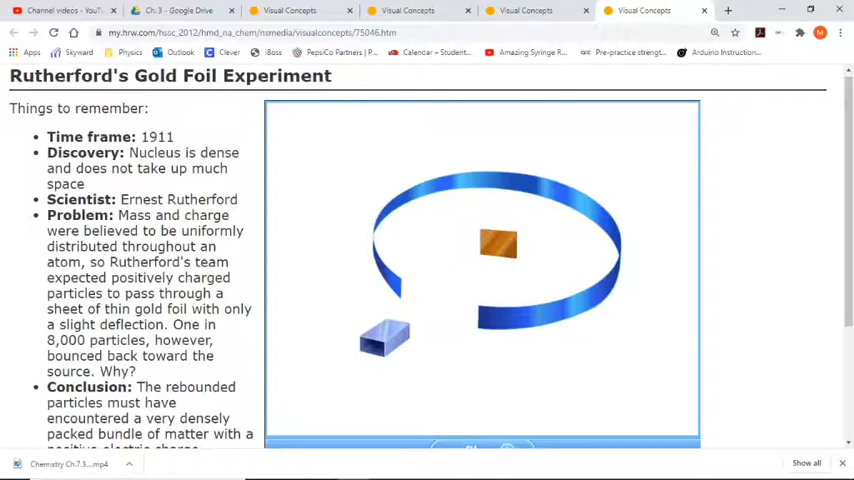 Channel videos - YouTu
Ch. 3 - Google Drive
Visual Concepts
Visual Concepts
Visual Concepts
Visual Concepts
my.hrw.com/hssc_2012/hmd_na_chem/nsmedia/visualconcepts/75046.htm
M
Apps
Skyward
Physics
Outlook
Clever
iBoss
PepsiCo Partners | P...
Calendar – Student...
Amazing Syringe R...
Pre-practice strengt...
Arduino Instruction...
Rutherford's Gold Foil Experiment
Things to remember:
• Time frame: 1911
• Discovery: Nucleus is dense
and does not take up much
space
• Scientist: Ernest Rutherford
• Problem: Mass and charge
were believed to be uniformly
distributed throughout an
atom, so Rutherford's team
expected positively charged
particles to pass through a
sheet of thin gold foil with only
a slight deflection. One in
8,000 particles, however,
bounced back toward the
source. Why?
• Conclusion: The rebounded
particles must have
encountered a very densely
packed bundle of matter with a
positive electric charge
Chemistry Ch.7.3....mp4
Show all